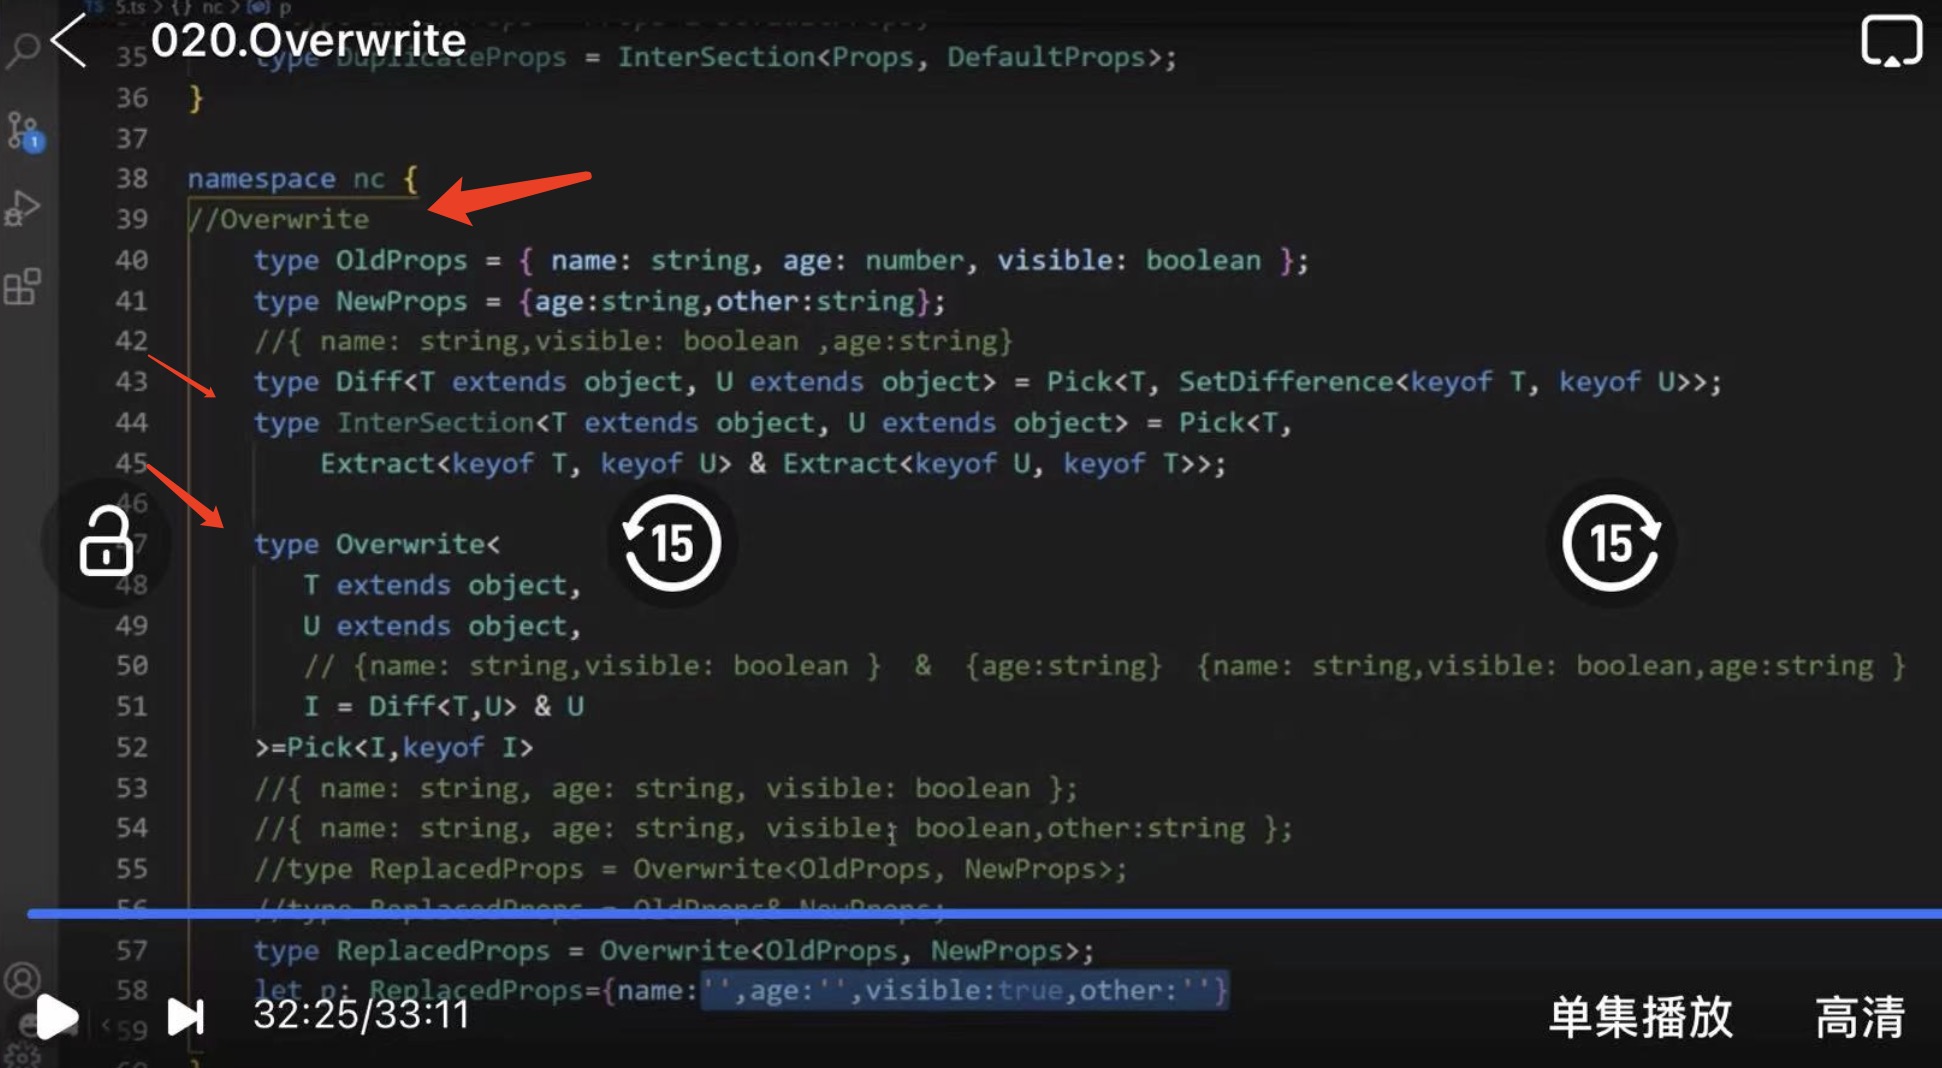 5.ts > {} nc > p
020.Overwrite
35 type DuplicateProps = InterSection<Props, DefaultProps>;
36 }
37
38 namespace nc {
39 //Overwrite
40 type OldProps = { name: string, age: number, visible: boolean };
41 type NewProps = {age:string,other:string};
42 //{ name: string,visible: boolean ,age:string}
43 type Diff<T extends object, U extends object> = Pick<T, SetDifference<keyof T, keyof U>>;
44 type InterSection<T extends object, U extends object> = Pick<T,
45 Extract<keyof T, keyof U> & Extract<keyof U, keyof T>>;
46
47 type Overwrite<
15
15
48 T extends object,
49 U extends object,
50 // {name: string,visible: boolean } & {age:string} {name: string,visible: boolean,age:string }
51 I = Diff<T,U> & U
52 >=Pick<I,keyof I>
53 //{ name: string, age: string, visible: boolean };
54 //{ name: string, age: string, visible: boolean,other:string };
55 //type ReplacedProps = Overwrite<OldProps, NewProps>;
56 //type ReplacedProps = OldProps& NewProps;
57 type ReplacedProps = Overwrite<OldProps, NewProps>;
58 let p: ReplacedProps={name:'',age:'',visible:true,other:''}
59
32:25/33:11
单集播放
高清